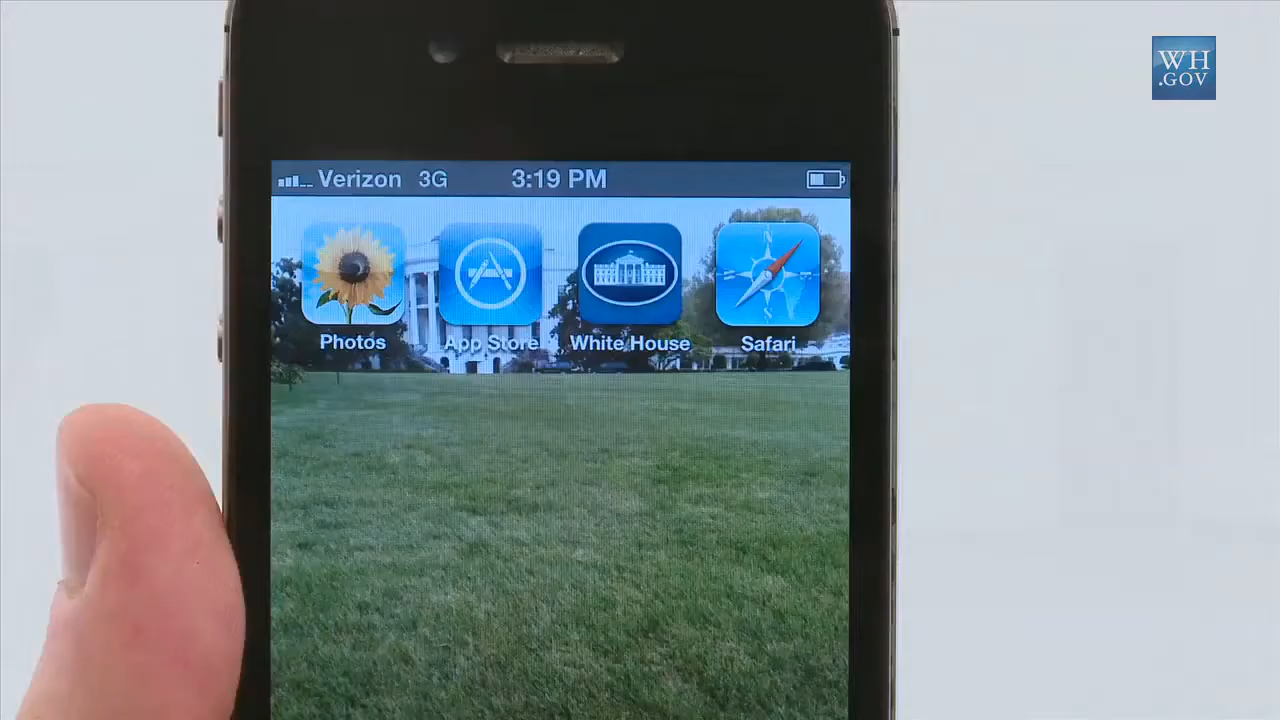 WH
.GOV
Verizon 3G 3:19 PM
N
S
Photos App Store White House Safari